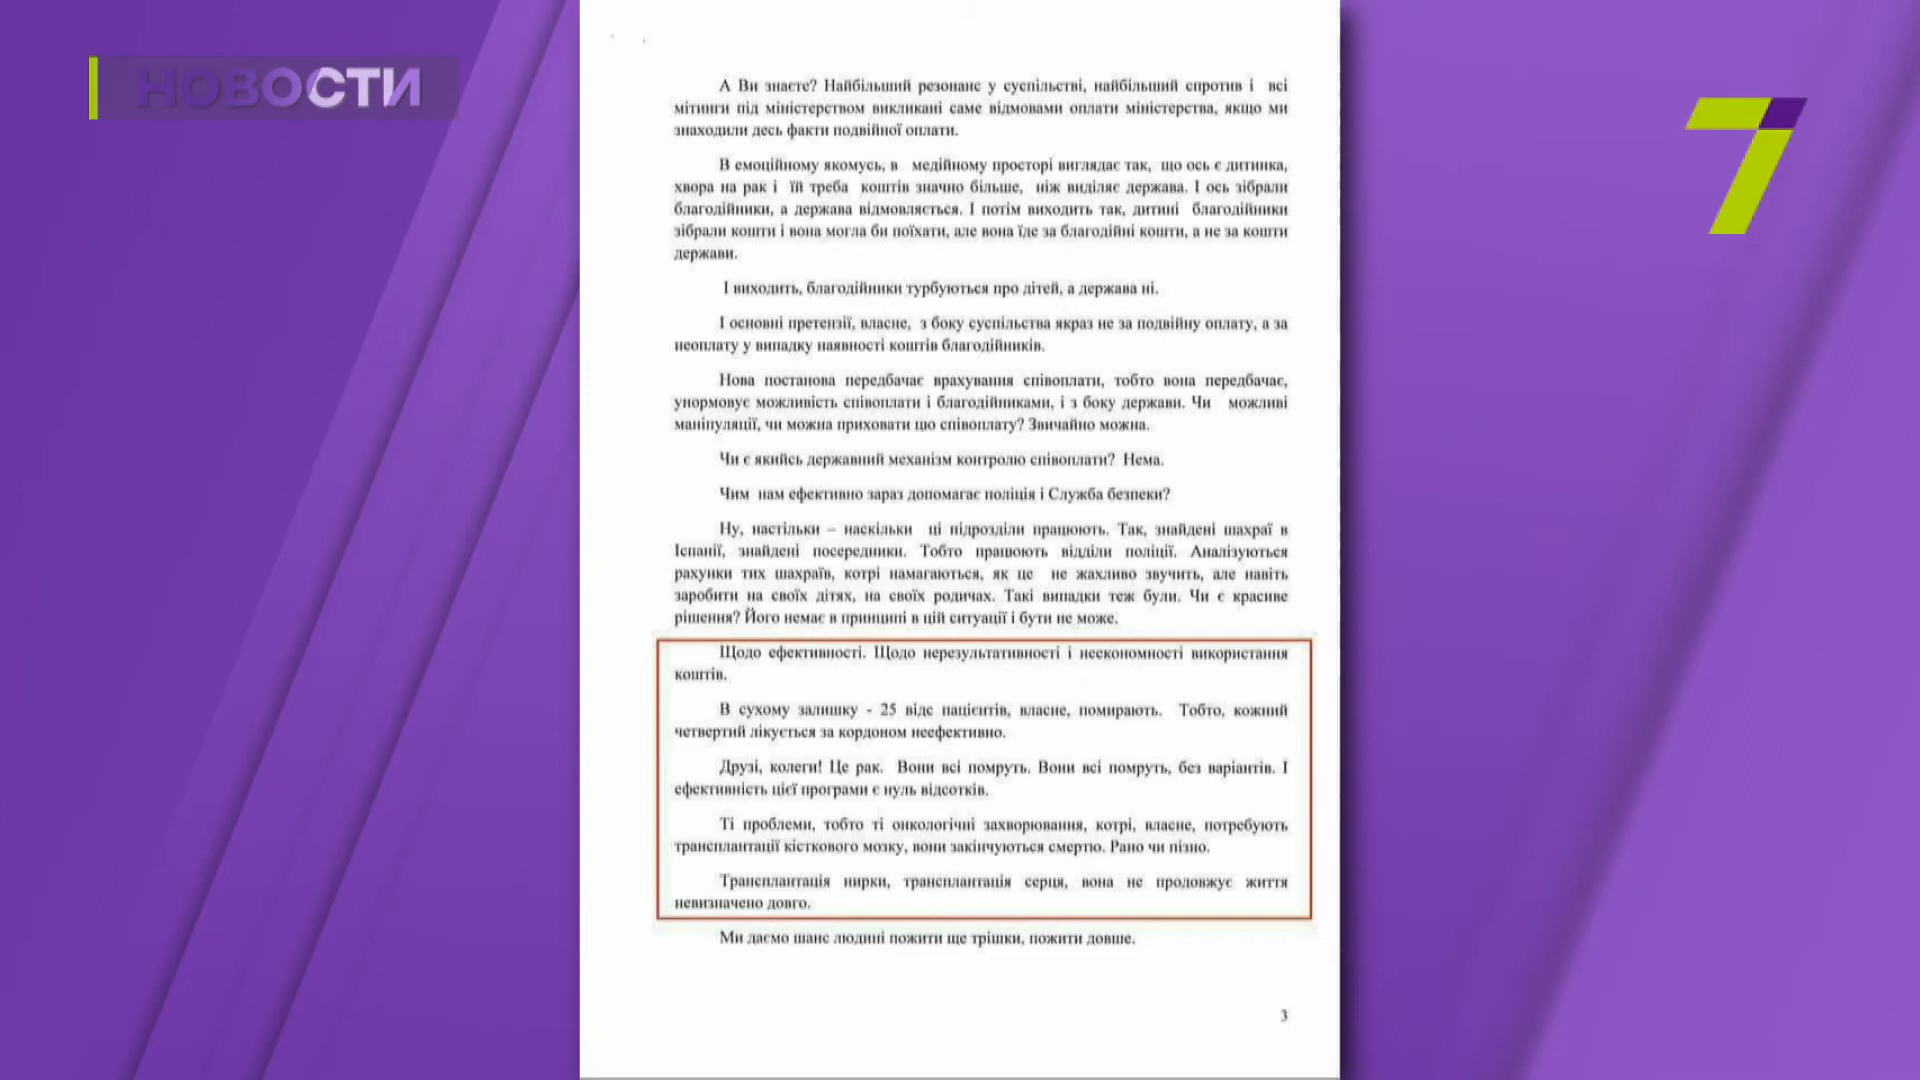 НОВОСТИ
7
А Ви знаєте? Найбільший резонанс у суспільстві, найбільший спротив і всі
мітинги під міністерством викликані саме відмовами оплати міністерства, якщо ми
знаходили десь факти подвійної оплати.
В емоційному якомусь, в медійному просторі виглядає так, що ось є дитинка,
хвора на рак і їй треба коштів значно більше, ніж виділяє держава. І ось зібрали
благодійники, а держава відмовляється. І потім виходить так, дитині благодійники
зібрали кошти і вона могла би поїхати, але вона їде за благодійні кошти, а не за кошти
держави.
І виходить, благодійники турбуються про дітей, а держава ні.
І основні претензії, власне, з боку суспільства якраз не за подвійну оплату, а за
неоплату у випадку наявності коштів благодійників.
Нова постанова передбачає врахування співоплати, тобто вона передбачає,
унормовує можливість співоплати і благодійниками, і з боку держави. Чи можливі
маніпуляції, чи можна приховати цю співоплату? Звичайно можна.
Чи є якийсь державний механізм контролю співоплати? Нема.
Чим нам ефективно зараз допомагає поліція і Служба безпеки?
Ну, настільки – наскільки ці підрозділи працюють. Так, знайдені шахраї в
Іспанії, знайдені посередники. Тобто працюють відділи поліції. Аналізуються
рахунки тих шахраїв, котрі намагаються, як це не жахливо звучить, але навіть
заробити на своїх дітях, на своїх родичах. Такі випадки теж були. Чи є красиве
рішення? Його немає в принципі в цій ситуації і бути не може.
Щодо ефективності. Щодо нерезультативності і неекономності використання
коштів.
В сухому залишку - 25 відс пацієнтів, власне, помирають. Тобто, кожний
четвертий лікується за кордоном неефективно.
Друзі, колеги! Це рак. Вони всі помруть. Вони всі помруть, без варіантів. І
ефективність цієї програми є нуль відсотків.
Ті проблеми, тобто ті онкологічні захворювання, котрі, власне, потребують
трансплантації кісткового мозку, вони закінчуються смертю. Рано чи пізно.
Трансплантація нирки, трансплантація серця, вона не продовжує життя
невизначено довго.
Ми даємо шанс людині пожити ще трішки, пожити довше.
3